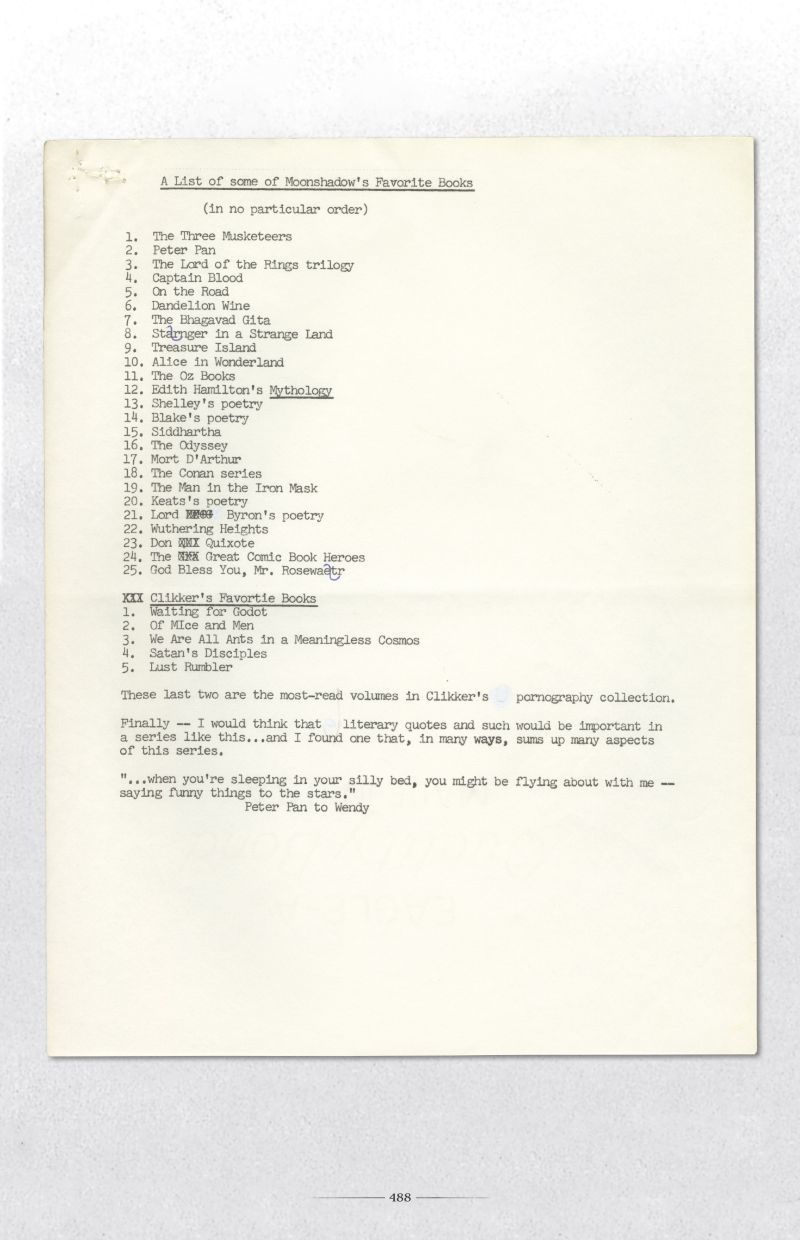 A List of some of Moonshadow's Favorite Books
(in no particular order)
1. The Three Musketeers
2. Peter Pan
3. The Lord of the Rings trilogy
4. Captain Blood
5. On the Road
6. Dandelion Wine
7. The Bhagavad Gita
8. Starnger in a Strange Land
9. Treasure Island
10. Alice in Wonderland
11. The Oz Books
12. Edith Hamilton's Mythology
13. Shelley's poetry
14. Blake's poetry
15. Siddhartha
16. The Odyssey
17. Mort D'Arthur
18. The Conan series
19. The Man in the Iron Mask
20. Keats's poetry
21. Lord Byron's poetry
22. Wuthering Heights
23. Don Quixote
24. The Great Comic Book Heroes
25. God Bless You, Mr. Rosewaetr
XXX Clikker's Favortie Books
1. Waiting for Godot
2. Of MIce and Men
3. We Are All Ants in a Meaningless Cosmos
4. Satan's Disciples
5. Lust Rumbler
These last two are the most-read volumes in Clikker's pornography collection.
Finally -- I would think that literary quotes and such would be important in
a series like this...and I found one that, in many ways, sums up many aspects
of this series.
"...when you're sleeping in your silly bed, you might be flying about with me --
saying funny things to the stars."
Peter Pan to Wendy
488